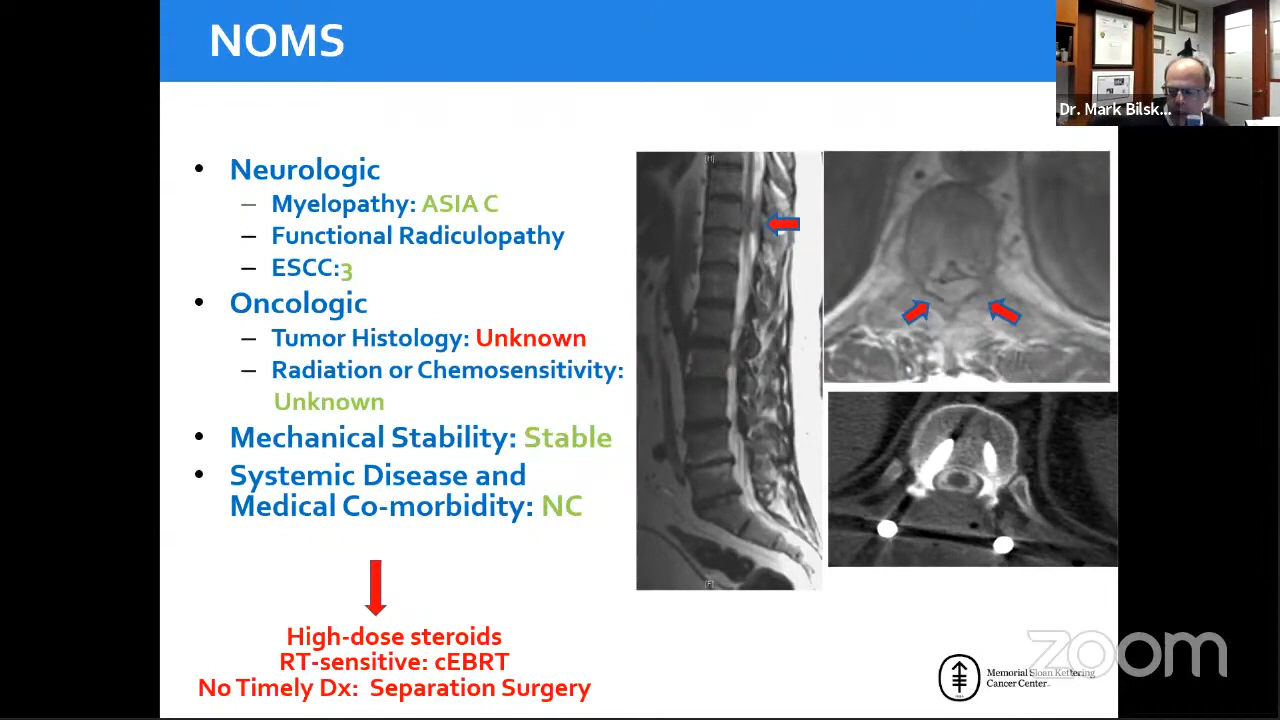 NOMS
Dr. Mark Bilsk...
• Neurologic
– Myelopathy: ASIA C
– Functional Radiculopathy
– ESCC:3
• Oncologic
– Tumor Histology: Unknown
– Radiation or Chemosensitivity:
Unknown
• Mechanical Stability: Stable
• Systemic Disease and
Medical Co-morbidity: NC
High-dose steroids
RT-sensitive: cEBRT
No Timely Dx: Separation Surgery
[H]
[F]
Memorial Sloan Kettering
Cancer Center
zoom